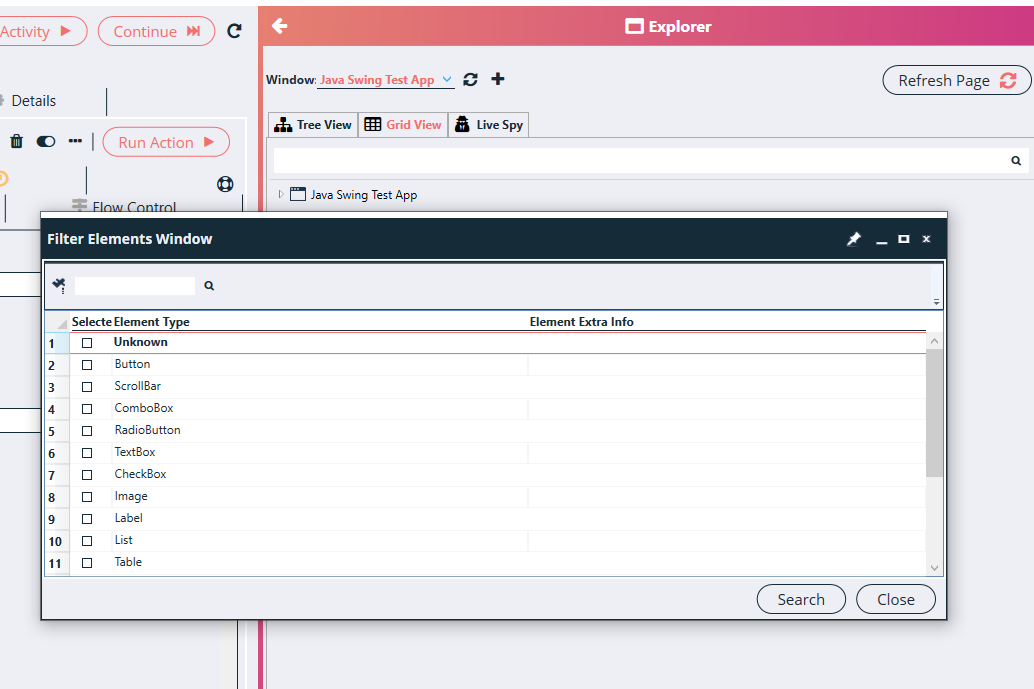 Activity
Continue
Explorer
Window: Java Swing Test App
Refresh Page
Details
Tree View
Grid View
Live Spy
Run Action
Java Swing Test App
Flow Control
Filter Elements Window
Selecte Element Type Element Extra Info
1 Unknown
2 Button
3 ScrollBar
4 ComboBox
5 RadioButton
6 TextBox
7 CheckBox
8 Image
9 Label
10 List
11 Table
Search
Close